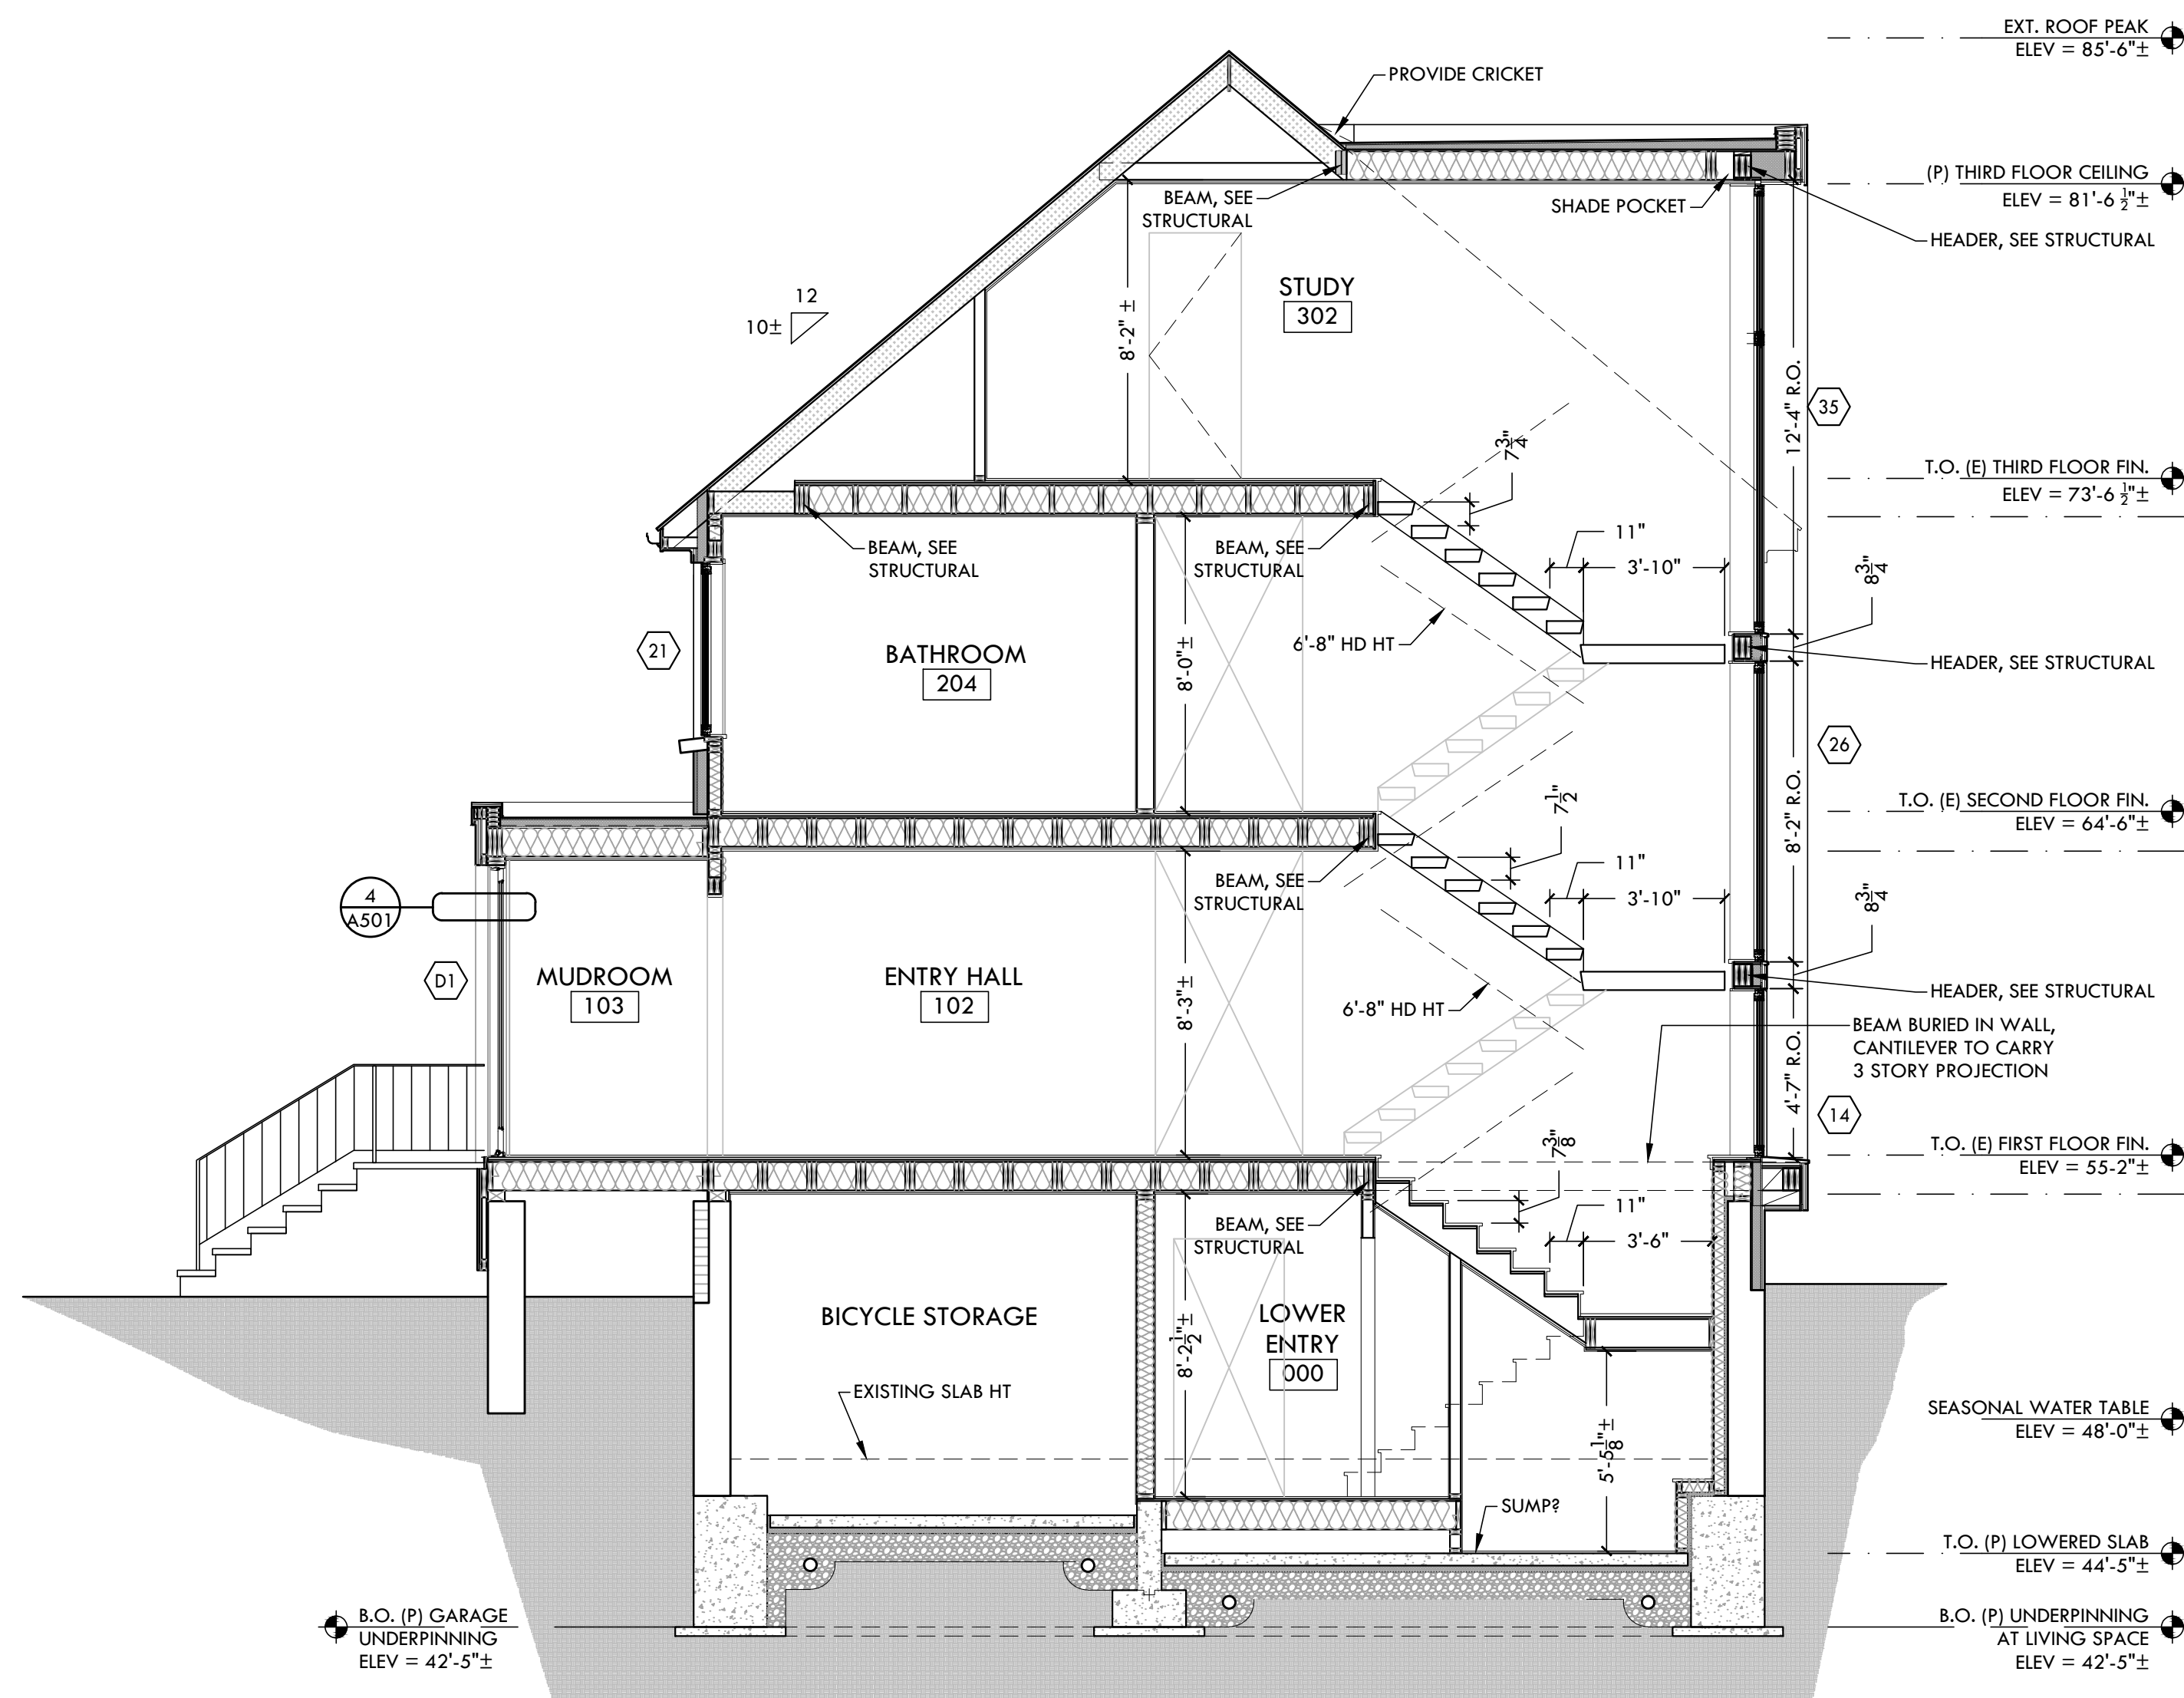 EXT. ROOF PEAK
ELEV = 85'-6"±
PROVIDE CRICKET
(P) THIRD FLOOR CEILING
ELEV = 81'-6 1/2"±
BEAM, SEE
STRUCTURAL
SHADE POCKET
HEADER, SEE STRUCTURAL
12
10±
STUDY
302
8'-2" ±
12'-4" R.O.
35
7 3/4"
T.O. (E) THIRD FLOOR FIN.
ELEV = 73'-6 1/2"±
BEAM, SEE
STRUCTURAL
BEAM, SEE
STRUCTURAL
11"
3'-10"
8 3/4"
21
BATHROOM
204
8'-0"±
6'-8" HD HT
HEADER, SEE STRUCTURAL
26
8'-2" R.O.
T.O. (E) SECOND FLOOR FIN.
ELEV = 64'-6"±
7 1/2"
BEAM, SEE
STRUCTURAL
11"
3'-10"
8 3/4"
4
A501
D1
MUDROOM
103
ENTRY HALL
102
8'-3"±
6'-8" HD HT
HEADER, SEE STRUCTURAL
BEAM BURIED IN WALL,
CANTILEVER TO CARRY
3 STORY PROJECTION
4'-7" R.O.
14
T.O. (E) FIRST FLOOR FIN.
ELEV = 55-2"±
7 3/8"
BEAM, SEE
STRUCTURAL
11"
3'-6"
BICYCLE STORAGE
8'-2 1/2"±
LOWER
ENTRY
000
EXISTING SLAB HT
5'-5 1/8"±
SEASONAL WATER TABLE
ELEV = 48'-0"±
SUMP?
T.O. (P) LOWERED SLAB
ELEV = 44'-5"±
B.O. (P) GARAGE
UNDERPINNING
ELEV = 42'-5"±
B.O. (P) UNDERPINNING
AT LIVING SPACE
ELEV = 42'-5"±